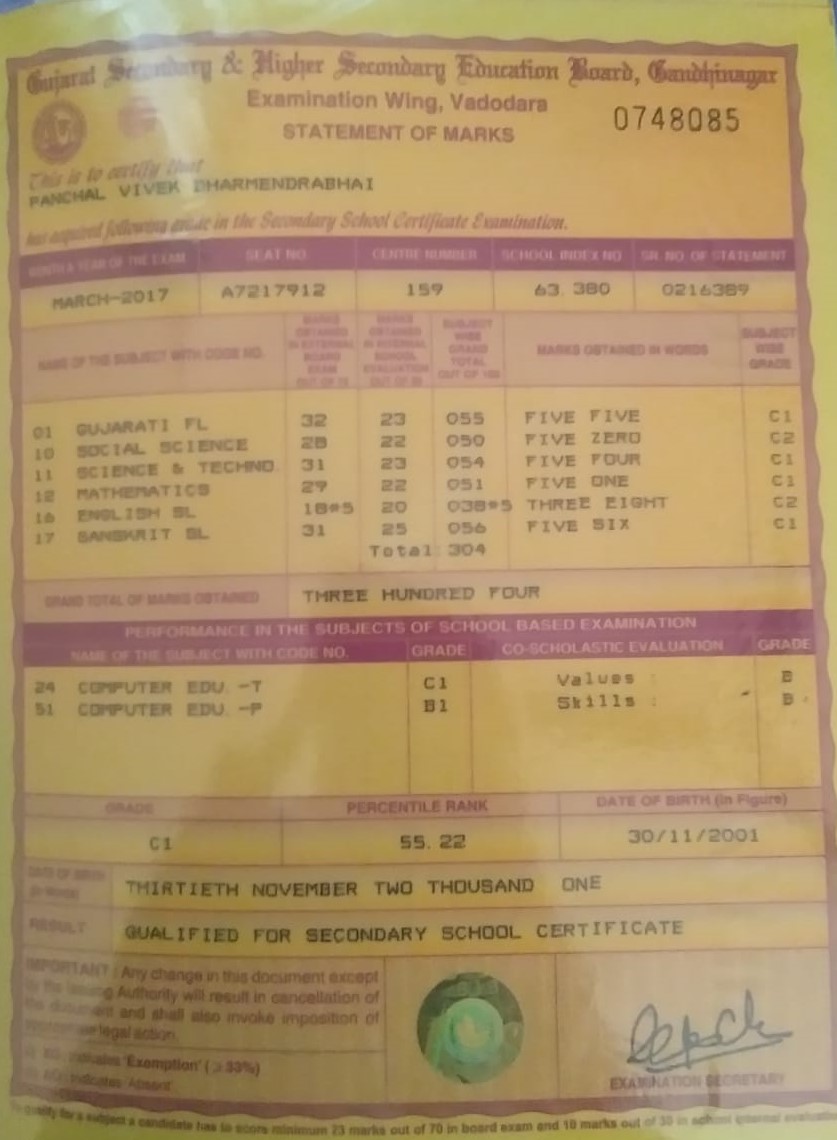 Gujarat Secondary & Higher Secondary Education Board, Gandhinagar
Examination Wing, Vadodara
STATEMENT OF MARKS
0748085
This is to certify that
PANCHAL VIVEK DHARMENDRABHAI
has acquired following grade in the Secondary School Certificate Examination.
MONTH & YEAR OF THE EXAM SEAT NO. CENTRE NUMBER SCHOOL INDEX NO SR. NO. OF STATEMENT
MARCH-2017 A7217912 159 63.380 0216389
NAME OF THE SUBJECT WITH CODE NO. MARKS OBTAINED IN EXTERNAL BOARD EXAM OUT OF 70 MARKS OBTAINED IN INTERNAL SCHOOL EVALUATION OUT OF 30 SUBJECT WISE GRAND TOTAL OUT OF 100 MARKS OBTAINED IN WORDS SUBJECT WISE GRADE
01 GUJARATI FL 32 23 055 FIVE FIVE C1
10 SOCIAL SCIENCE 28 22 050 FIVE ZERO C2
11 SCIENCE & TECHNO. 31 23 054 FIVE FOUR C1
12 MATHEMATICS 29 22 051 FIVE ONE C1
16 ENGLISH SL 18*5 20 038*5 THREE EIGHT C2
17 SANSKRIT SL 31 25 056 FIVE SIX C1
Total: 304
GRAND TOTAL OF MARKS OBTAINED THREE HUNDRED FOUR
PERFORMANCE IN THE SUBJECTS OF SCHOOL BASED EXAMINATION
NAME OF THE SUBJECT WITH CODE NO. GRADE CO-SCHOLASTIC EVALUATION GRADE
24 COMPUTER EDU. -T C1 Values : B
51 COMPUTER EDU. -P B1 Skills : B
GRADE PERCENTILE RANK DATE OF BIRTH (In Figure)
C1 55.22 30/11/2001
DATE OF BIRTH
THIRTIETH NOVEMBER TWO THOUSAND ONE
RESULT QUALIFIED FOR SECONDARY SCHOOL CERTIFICATE
IMPORTANT : Any change in this document except
by the issuing Authority will result in cancellation of
the document and shall also invoke imposition of
legal action.
indicates 'Exemption' (≥ 33%)
indicates 'Absent'
EXAMINATION SECRETARY
To qualify for a subject a candidate has to score minimum 23 marks out of 70 in board exam and 10 marks out of 30 in school internal evaluation